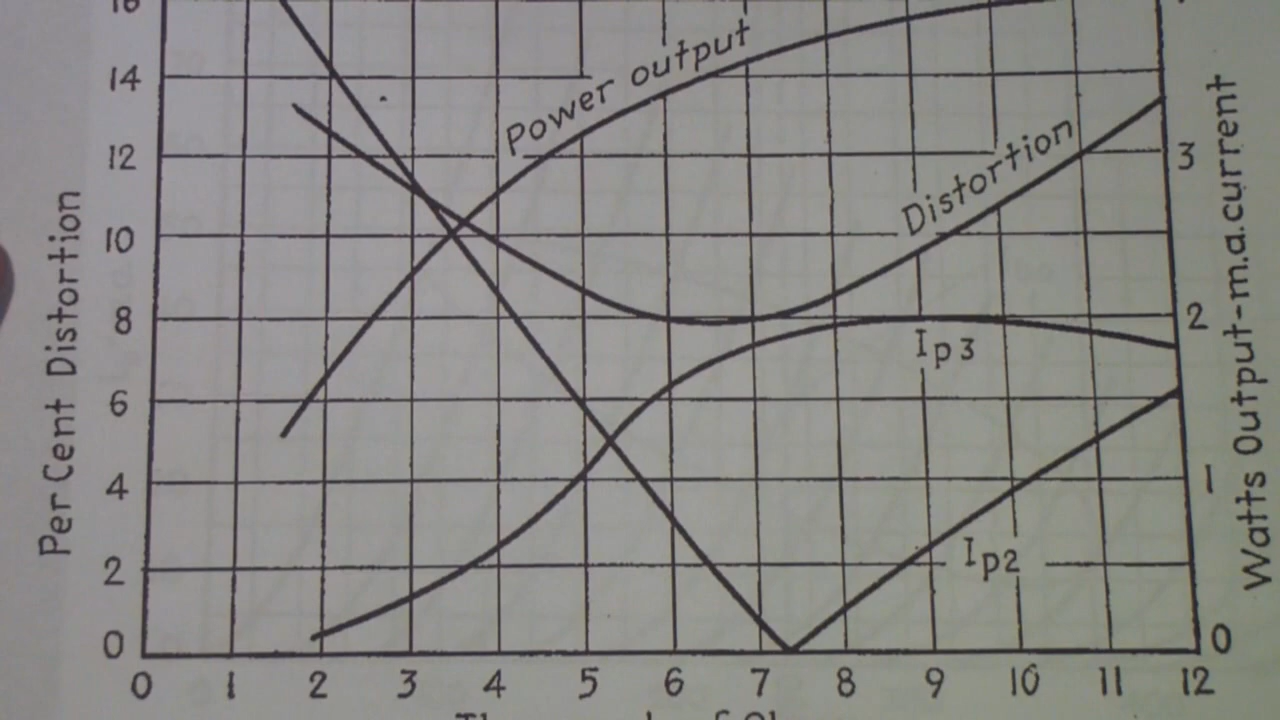 16
14
12
10
8
6
4
2
0
Per Cent Distortion
Power output
Distortion
Ip3
Ip2
3
2
1
0
Watts Output-m.a.current
0 1 2 3 4 5 6 7 8 9 10 11 12